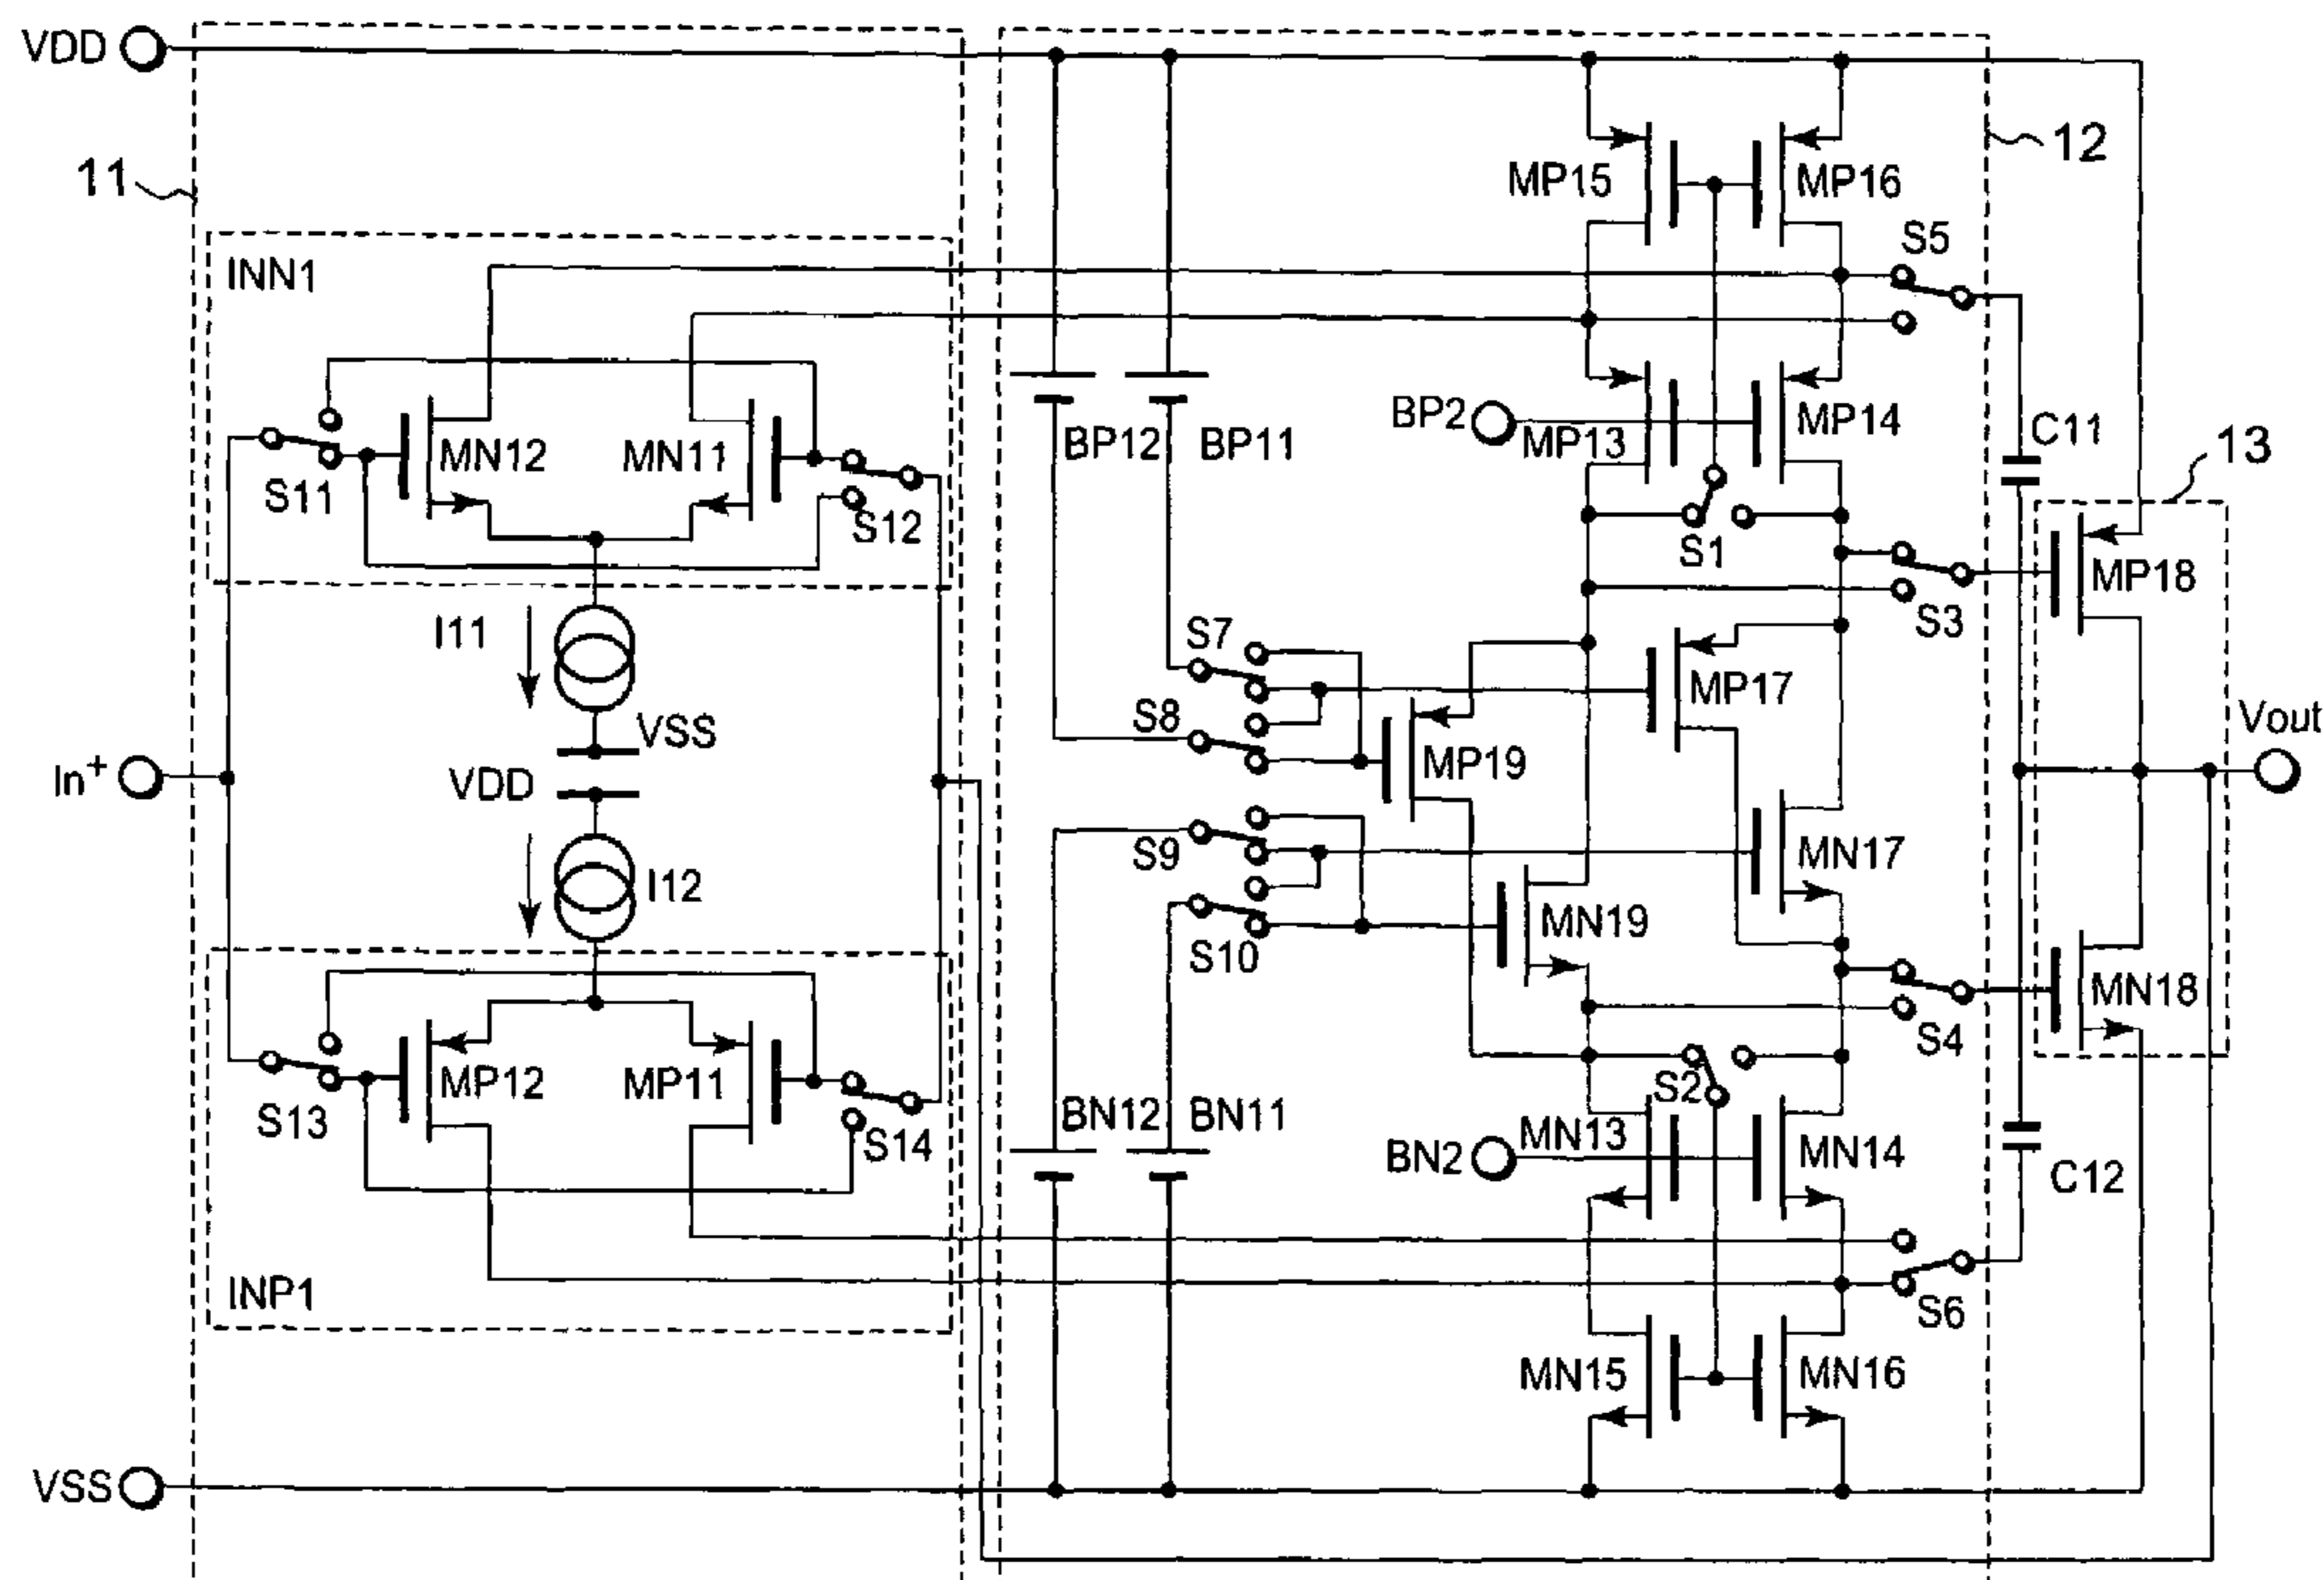 VDD
11
12
MP15
MP16
S5
INN1
BP2
MP13
MP14
C11
13
MN12
MN11
BP12
BP11
S11
S12
S1
MP18
I11
S7
S3
MP17
VSS
S8
Vout
In+
VDD
MP19
I12
S9
MN17
S10
MN19
MN18
S4
MP12
MP11
S2
S13
S14
BN12
BN11
MN13
BN2
MN14
C12
INP1
S6
MN15
MN16
VSS